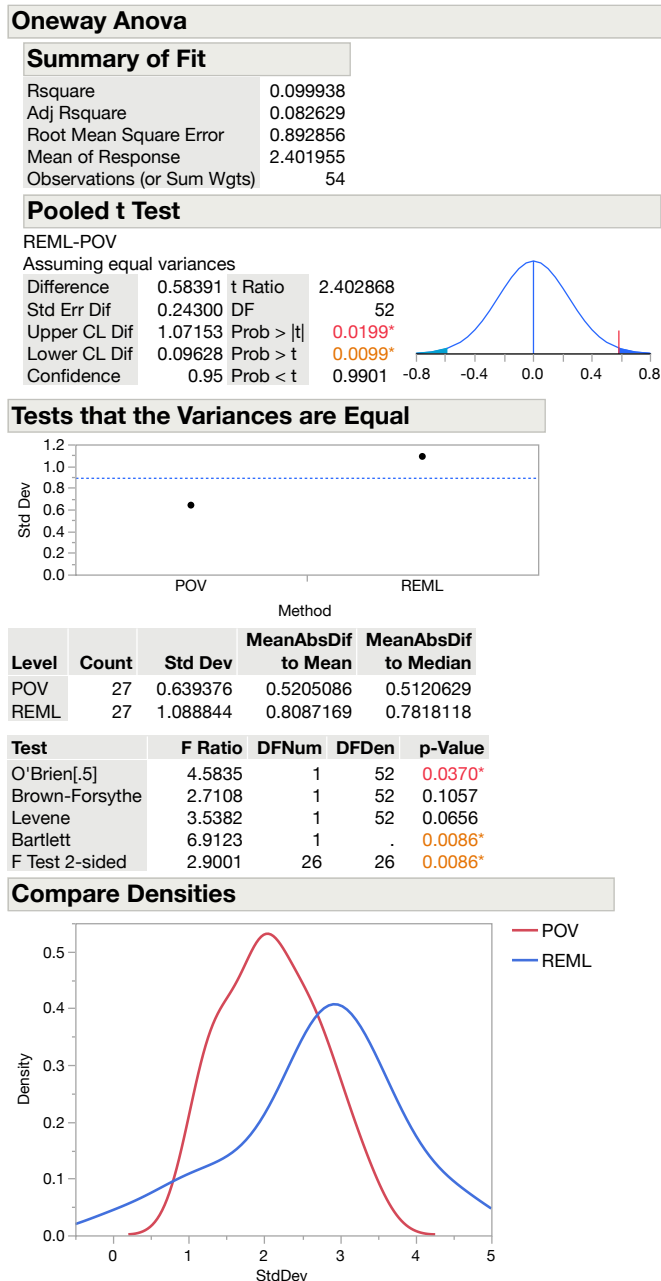 Oneway Anova
Summary of Fit
Rsquare 0.099938
Adj Rsquare 0.082629
Root Mean Square Error 0.892856
Mean of Response 2.401955
Observations (or Sum Wgts) 54
Pooled t Test
REML-POV
Assuming equal variances
Difference 0.58391 t Ratio 2.402868
Std Err Dif 0.24300 DF 52
Upper CL Dif 1.07153 Prob > |t| 0.0199*
Lower CL Dif 0.09628 Prob > t 0.0099*
Confidence 0.95 Prob < t 0.9901
-0.8 -0.4 0.0 0.4 0.8
Tests that the Variances are Equal
1.2
1.0
0.8
0.6
0.4
0.2
0.0
Std Dev
POV REML
Method
Level Count Std Dev MeanAbsDif to Mean MeanAbsDif to Median
POV 27 0.639376 0.5205086 0.5120629
REML 27 1.088844 0.8087169 0.7818118
Test F Ratio DFNum DFDen p-Value
O'Brien[.5] 4.5835 1 52 0.0370*
Brown-Forsythe 2.7108 1 52 0.1057
Levene 3.5382 1 52 0.0656
Bartlett 6.9123 1 . 0.0086*
F Test 2-sided 2.9001 26 26 0.0086*
Compare Densities
POV
REML
0.5
0.4
0.3
0.2
0.1
0.0
Density
0 1 2 3 4 5
StdDev